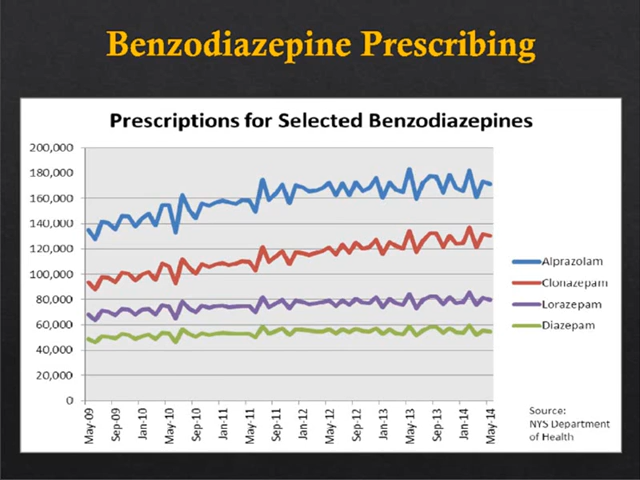 Benzodiazepine Prescribing
Prescriptions for Selected Benzodiazepines
200,000
180,000
160,000
140,000
120,000
100,000
80,000
60,000
40,000
20,000
0
May-09
Sep-09
Jan-10
May-10
Sep-10
Jan-11
May-11
Sep-11
Jan-12
May-12
Sep-12
Jan-13
May-13
Sep-13
Jan-14
May-14
Alprazolam
Clonazepam
Lorazepam
Diazepam
Source:
NYS Department
of Health